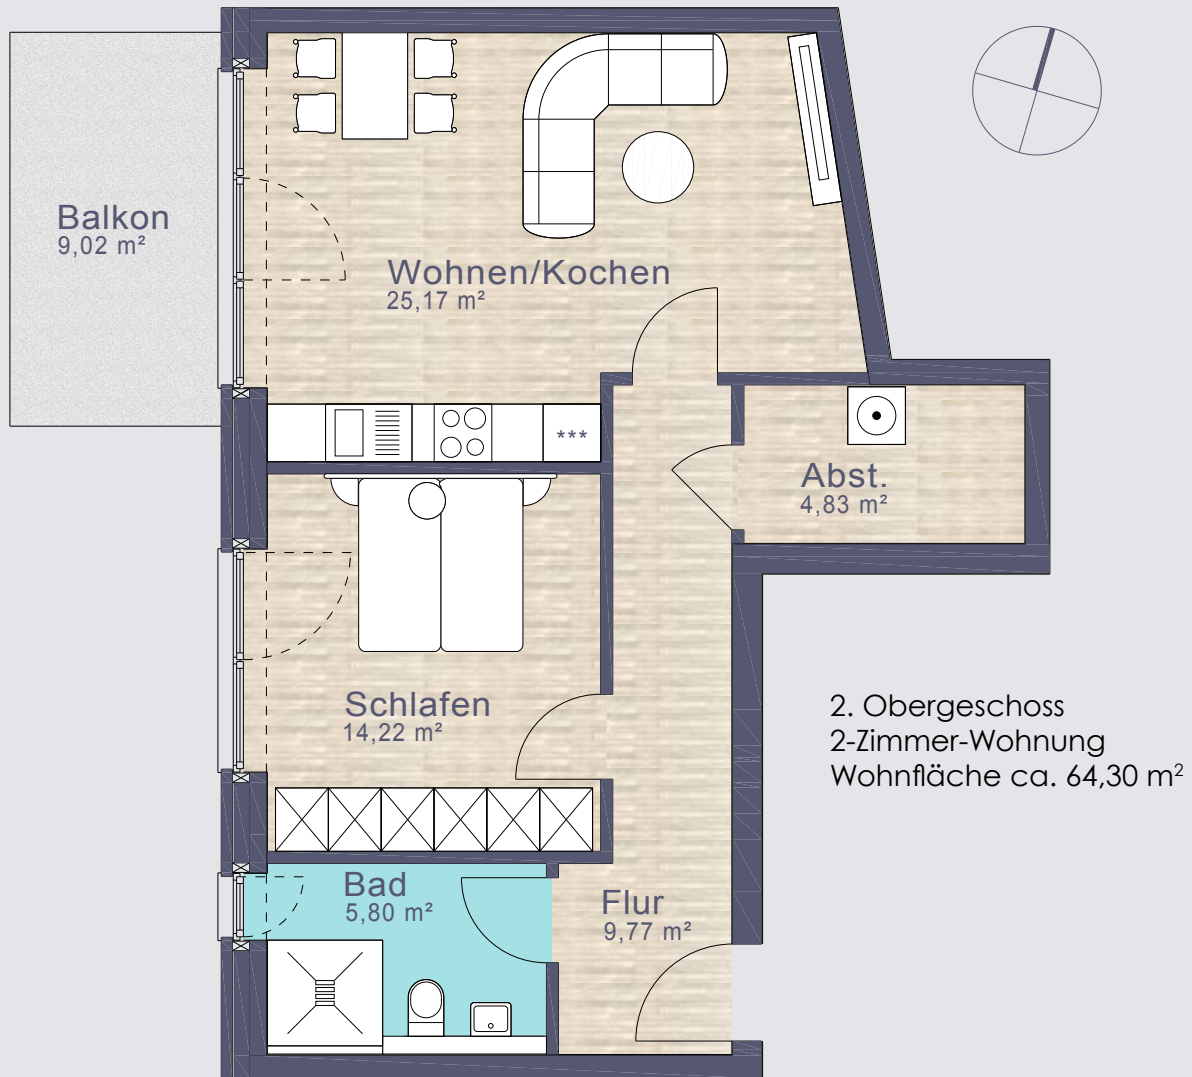 Balkon
9,02 m²
Wohnen/Kochen
25,17 m²
***
Abst.
4,83 m²
Schlafen
14,22 m²
2. Obergeschoss
2-Zimmer-Wohnung
Wohnfläche ca. 64,30 m²
Bad
5,80 m²
Flur
9,77 m²